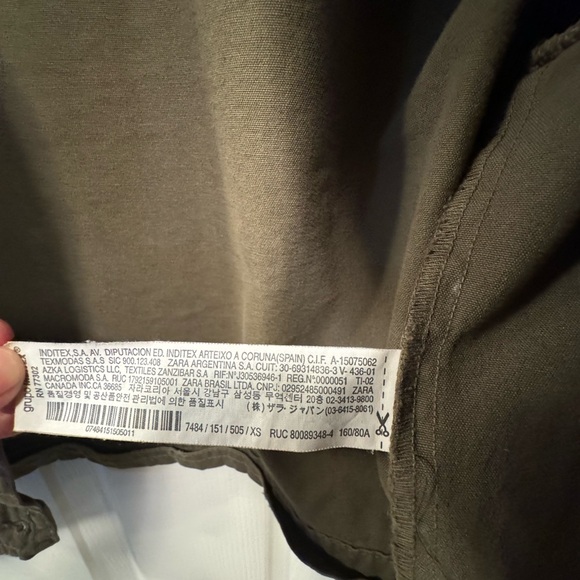 INDITEX,S.A. AV. DIPUTACION ED. INDITEX ARTEIXO A CORUNA(SPAIN) C.I.F. A-15075062
TEXMODAS S.A.S SIC 900.123.408 ZARA ARGENTINA S.A. CUIT: 30-69314836-3 V- 436-01
AZKA LOGISTICS LLC, TEXTILES ZANZIBAR S.A RIF:NºJ30536946-1 REG.Nº:0000051 TI-02
MACROMODA S.A. RUC 1792159105001 ZARA BRASIL LTDA. CNPJ.: 02952485000491 ZARA
CANADA INC.CA 36685 자라코리아 서울시 강남구 삼성동 무역센터 20층 02-3413-9800
품질경영 및 공산품안전 관리법에 의한 품질표시 (株) ザラ ジャパン (03-6415-8061)
07484151505011
7484 / 151 / 505 / XS RUC 80089348-4 160/80A
RN 77302